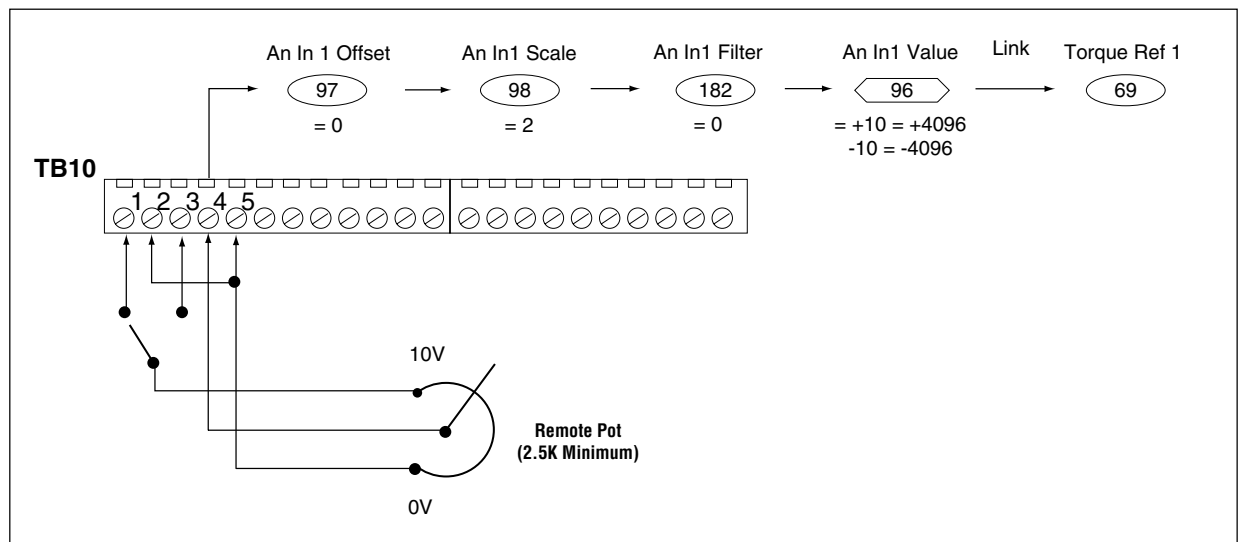 An In 1 Offset
An In1 Scale
An In1 Filter
An In1 Value
Link
Torque Ref 1
97
98
182
96
69
= 0
= 2
= 0
= +10 = +4096
-10 = -4096
TB10
1 2 3 4 5
10V
Remote Pot
(2.5K Minimum)
0V